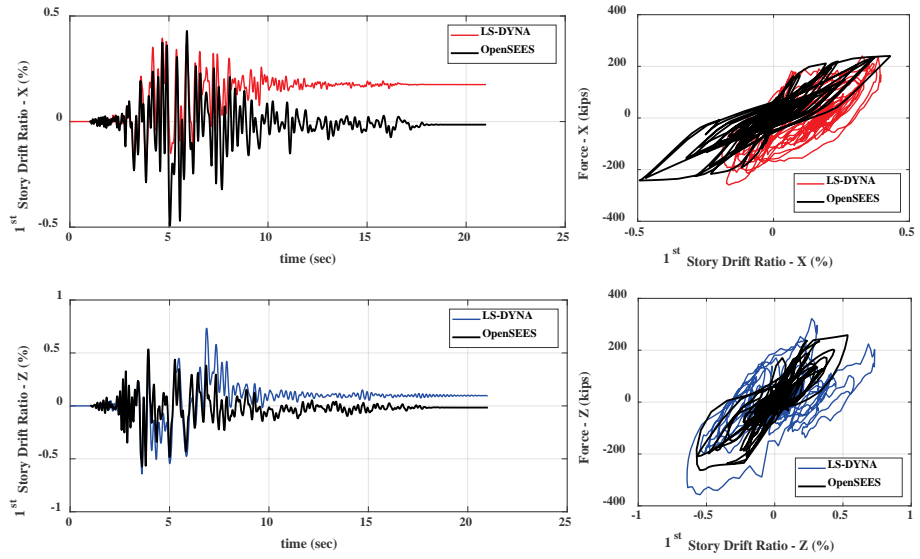 0.5
0
-0.5
1st Story Drift Ratio - X (%)
LS-DYNA
OpenSEES
0 5 10 15 20 25
time (sec)
400
200
0
-200
-400
Force - X (kips)
LS-DYNA
OpenSEES
-0.5 0 0.5
1st Story Drift Ratio - X (%)
1
0.5
0
-0.5
-1
1st Story Drift Ratio - Z (%)
LS-DYNA
OpenSEES
0 5 10 15 20 25
time (sec)
400
200
0
-200
-400
Force - Z (kips)
LS-DYNA
OpenSEES
-1 -0.5 0 0.5 1
1st Story Drift Ratio - Z (%)